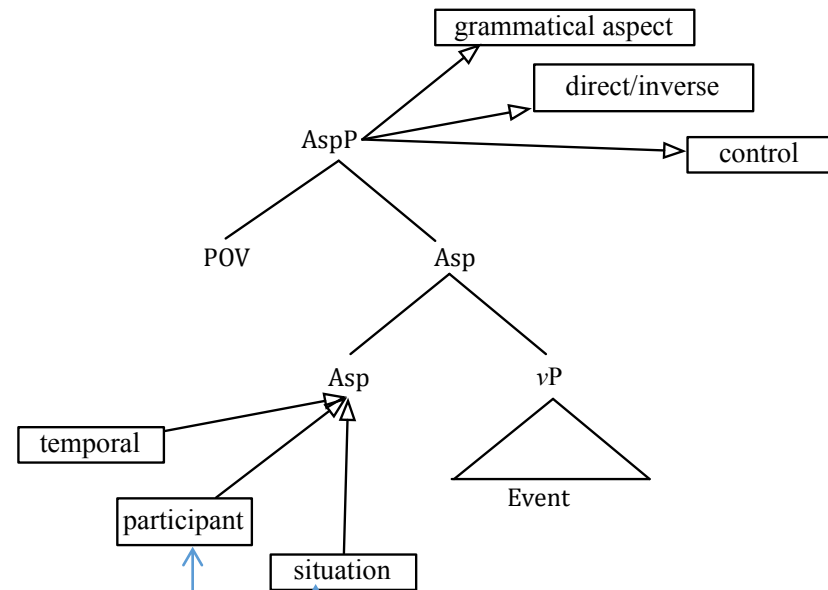 grammatical aspect
direct/inverse
AspP
control
POV
Asp
Asp
vP
temporal
Event
participant
situation